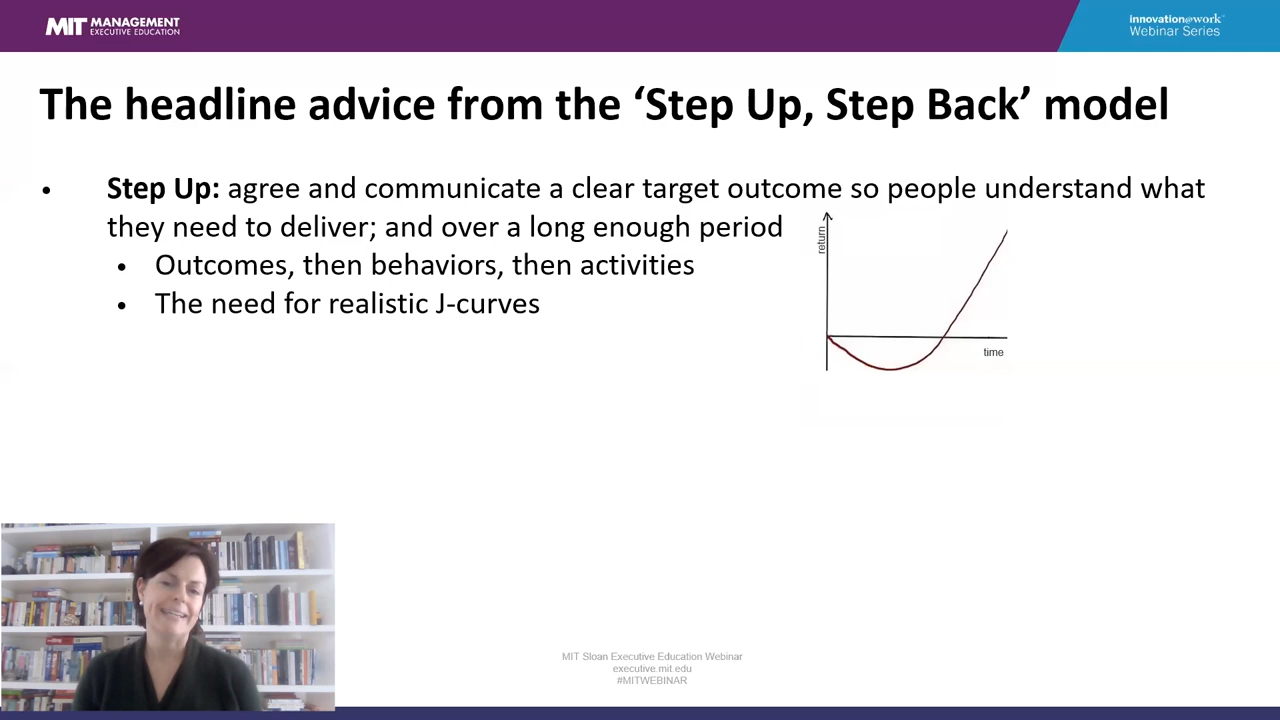 MIT MANAGEMENT
EXECUTIVE EDUCATION
innovation@work
Webinar Series
The headline advice from the ‘Step Up, Step Back’ model
• Step Up: agree and communicate a clear target outcome so people understand what
they need to deliver; and over a long enough period
• Outcomes, then behaviors, then activities
• The need for realistic J-curves
return
time
MIT Sloan Executive Education Webinar
executive.mit.edu
#MITWEBINAR